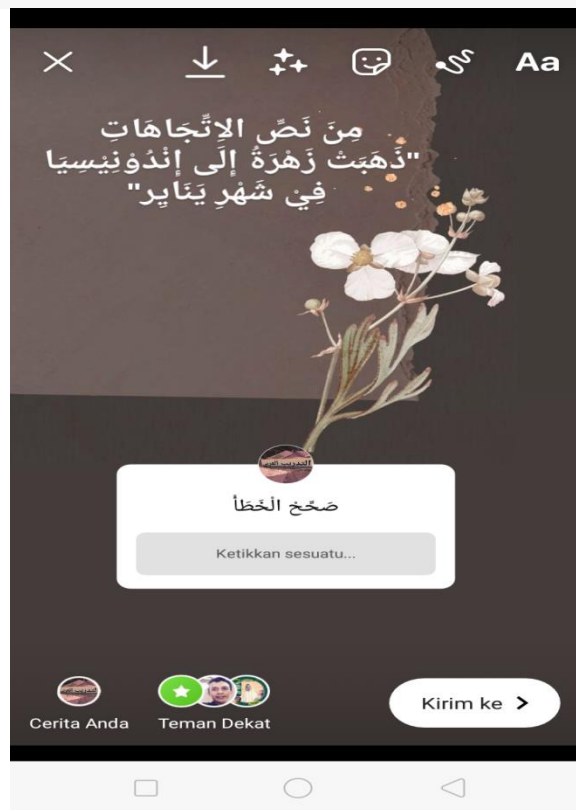 Aa
مِنَ نَصِّ الاِتِّجَاهَاتِ
"ذَهَبَتْ زَهْرَةُ إِلَى إِنْدُوْنِيْسِيَا
فِيْ شَهْرِ يَنَايِر"
صَحِّحْ الْخَطَأَ
Ketikkan sesuatu...
Cerita Anda
Teman Dekat
Kirim ke